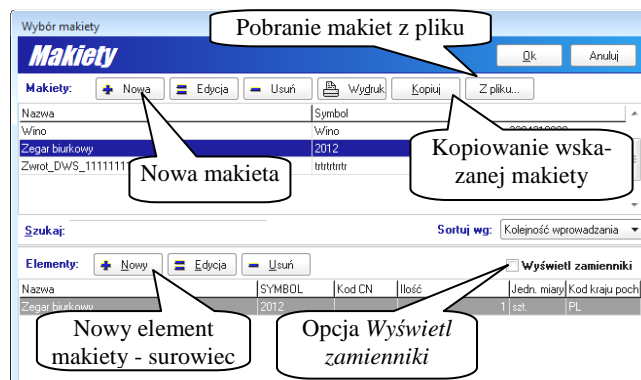 Wybór makiety
Pobranie makiet z pliku
Makiety
Ok
Anuluj
Makiety:
Nowa
Edycja
Usuń
Wydruk
Kopiuj
Z pliku...
Nazwa
Symbol
Wino
Wino
Zegar biurkowy
2012
Kopiowanie wska-
zanej makiety
Zwrot_DWS_11111111
trtrtrtrtrtr
Nowa makieta
Szukaj:
Sortuj wg:
Kolejność wprowadzania
Elementy:
Nowy
Edycja
Usuń
Wyświetl zamienniki
Nazwa
SYMBOL
Kod CN
Ilość
Jedn. miary
Kod kraju poch
Zegar biurkowy
2012
1
szt.
PL
Nowy element
makiety - surowiec
Opcja Wyświetl
zamienniki